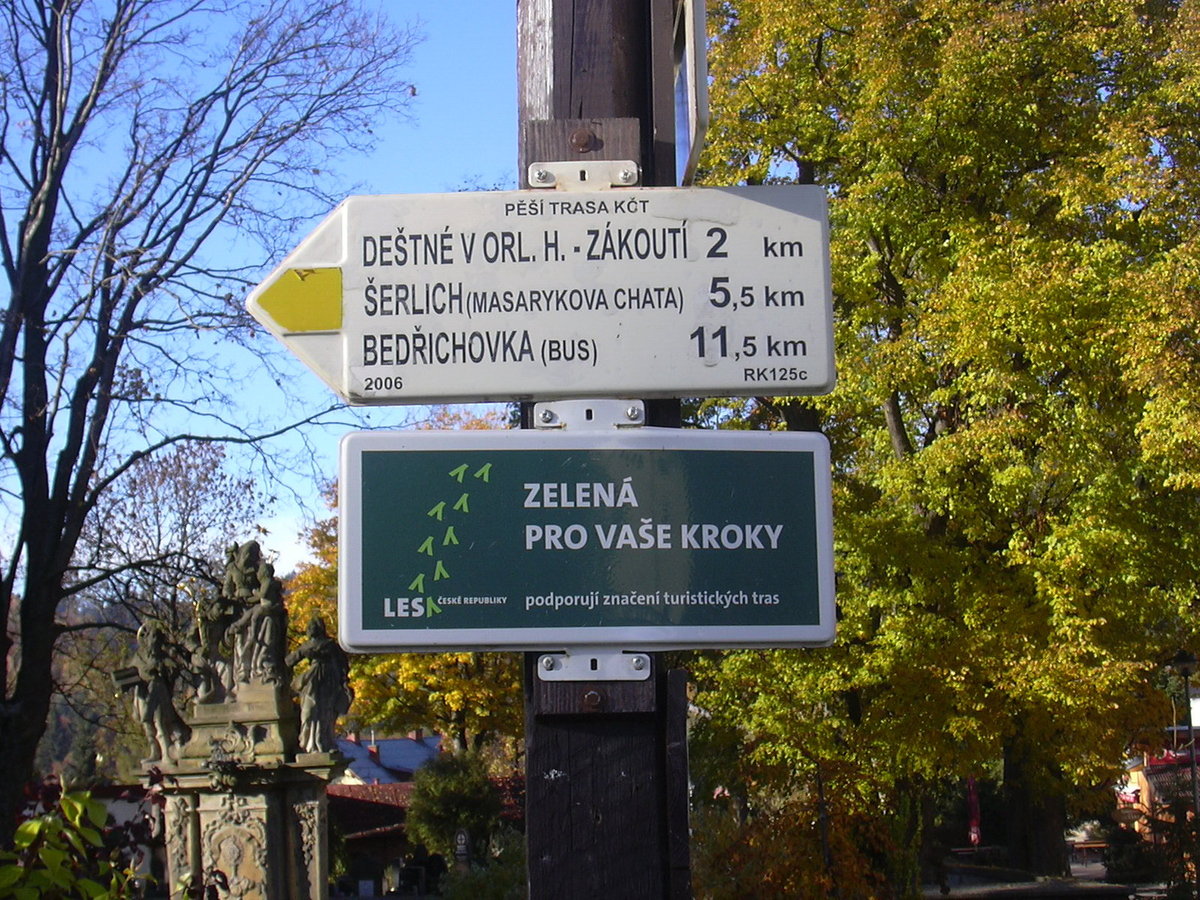 PĚŠÍ TRASA KČT
DEŠTNÉ V ORL. H. - ZÁKOUTÍ 2 km
ŠERLICH (MASARYKOVA CHATA) 5,5 km
BEDŘICHOVKA (BUS) 11,5 km
2006 RK125c
ZELENÁ
PRO VAŠE KROKY
LESY ČESKÉ REPUBLIKY podporují značení turistických tras